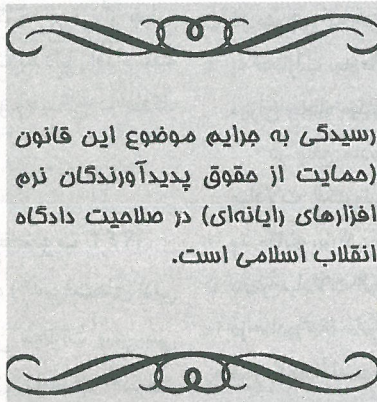 رسیدگی به جرایم موضوع این قانون
(حمایت از حقوق پدیدآورندگان نرم
افزارهای رایانه‌ای) در صلاحیت دادگاه
انقلاب اسلامی است.